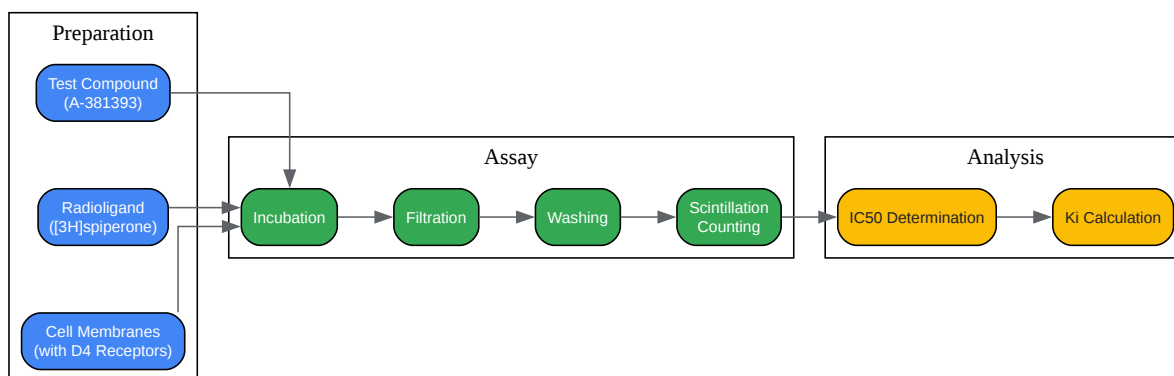 Preparation
Test Compound
(A-381393)
Radioligand
([3H]spiperone)
Cell Membranes
(with D4 Receptors)
Assay
Incubation
Filtration
Washing
Scintillation
Counting
Analysis
IC50 Determination
Ki Calculation